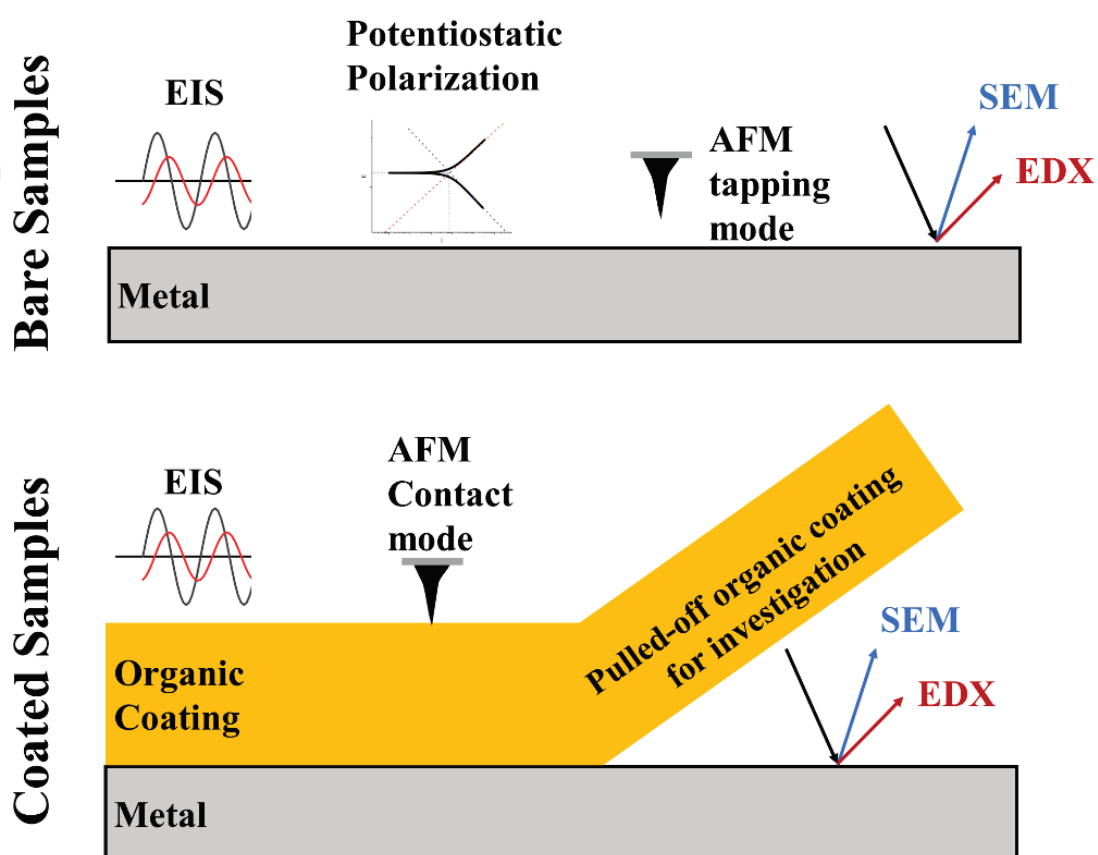 Bare Samples
EIS
Potentiostatic
Polarization
AFM
tapping
mode
SEM
EDX
Metal
Coated Samples
EIS
AFM
Contact
mode
Pulled-off organic coating
for investigation
SEM
EDX
Organic
Coating
Metal